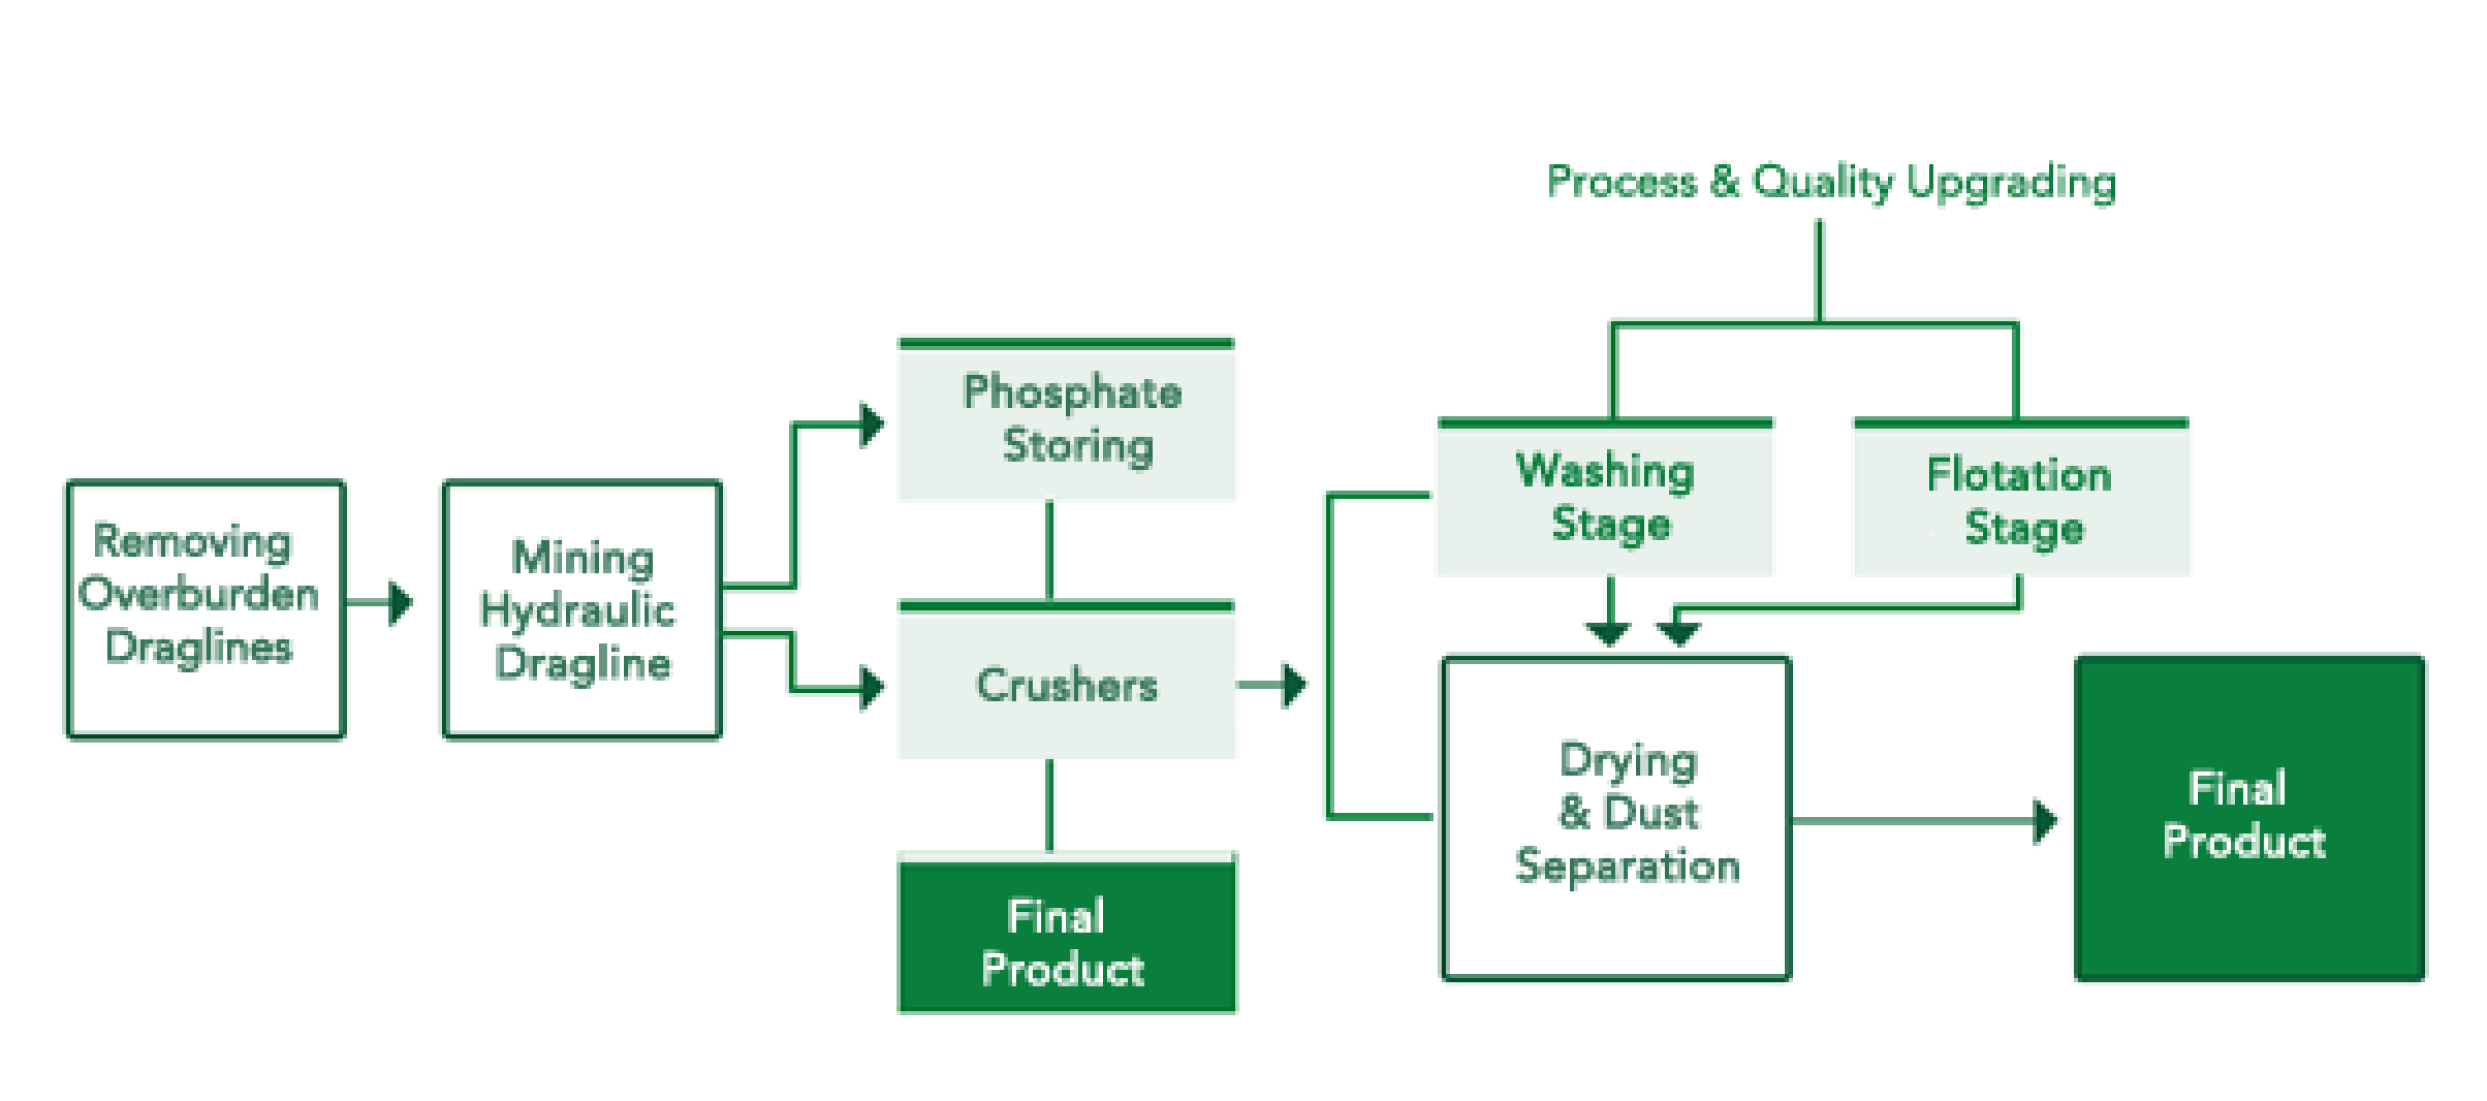 Process & Quality Upgrading
Phosphate
Storing
Washing
Stage
Flotation
Stage
Removing
Overburden
Draglines
Mining
Hydraulic
Dragline
Crushers
Drying
& Dust
Separation
Final
Product
Final
Product